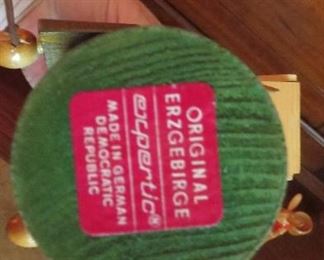 ORIGINAL
ERZGEBIRGE
expertic®
MADE IN GERMAN
DEMOCRATIC
REPUBLIC